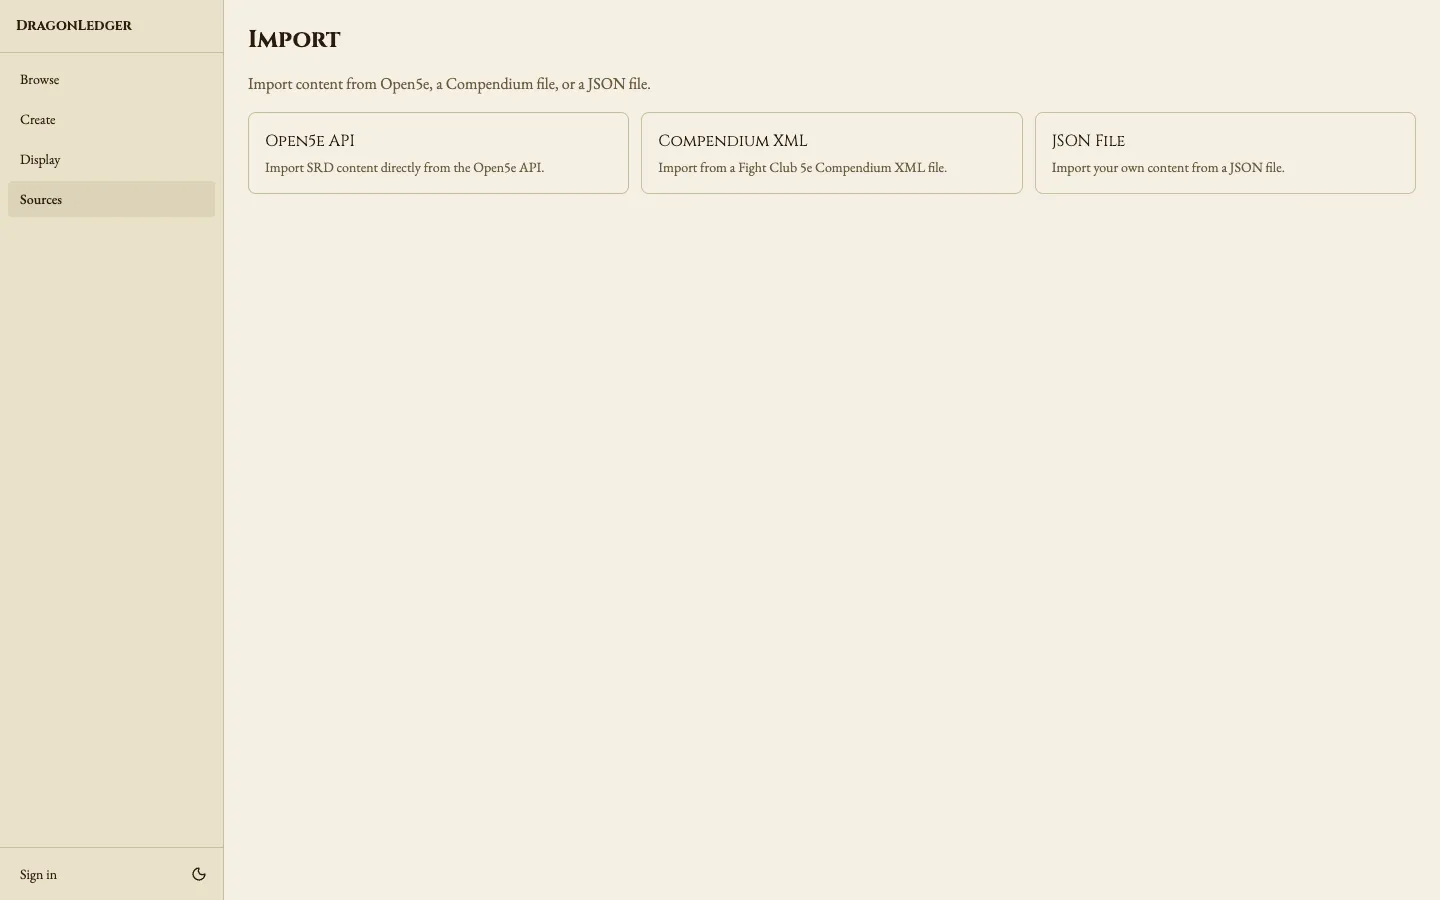 DragonLedger
Browse
Create
Display
Sources
Sign in
Import
Import content from Open5e, a Compendium file, or a JSON file.
Open5e API
Import SRD content directly from the Open5e API.
Compendium XML
Import from a Fight Club 5e Compendium XML file.
JSON File
Import your own content from a JSON file.